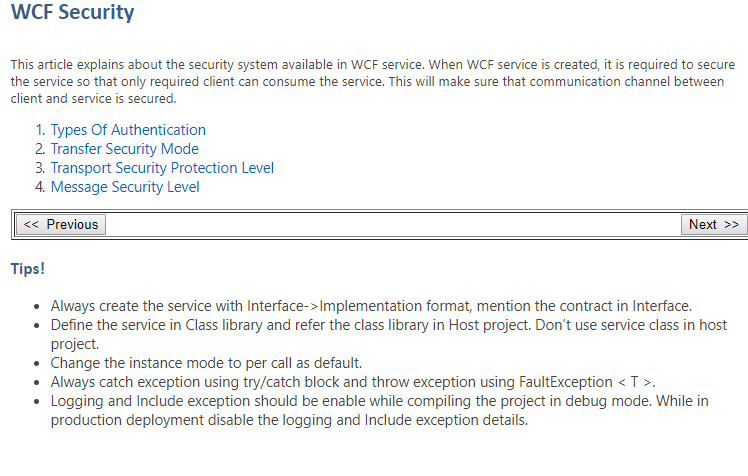 WCF Security
This article explains about the security system available in WCF service. When WCF service is created, it is required to secure
the service so that only required client can consume the service. This will make sure that communication channel between
client and service is secured.
1. Types Of Authentication
2. Transfer Security Mode
3. Transport Security Protection Level
4. Message Security Level
<< Previous
Next >>
Tips!
• Always create the service with Interface->Implementation format, mention the contract in Interface.
• Define the service in Class library and refer the class library in Host project. Don’t use service class in host
project.
• Change the instance mode to per call as default.
• Always catch exception using try/catch block and throw exception using FaultException < T >.
• Logging and Include exception should be enable while compiling the project in debug mode. While in
production deployment disable the logging and Include exception details.